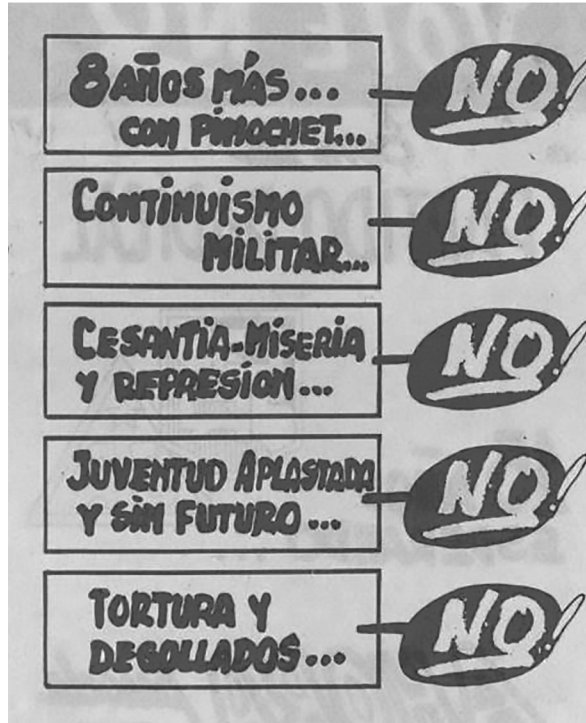 8 AÑOS MÁS...
CON PINOCHET...
NO!
CONTINUISMO
MILITAR...
NO!
CESANTIA-MISERIA
Y REPRESION...
NO!
JUVENTUD APLASTADA
Y SIN FUTURO...
NO!
TORTURA Y
DEGOLLADOS...
NO!